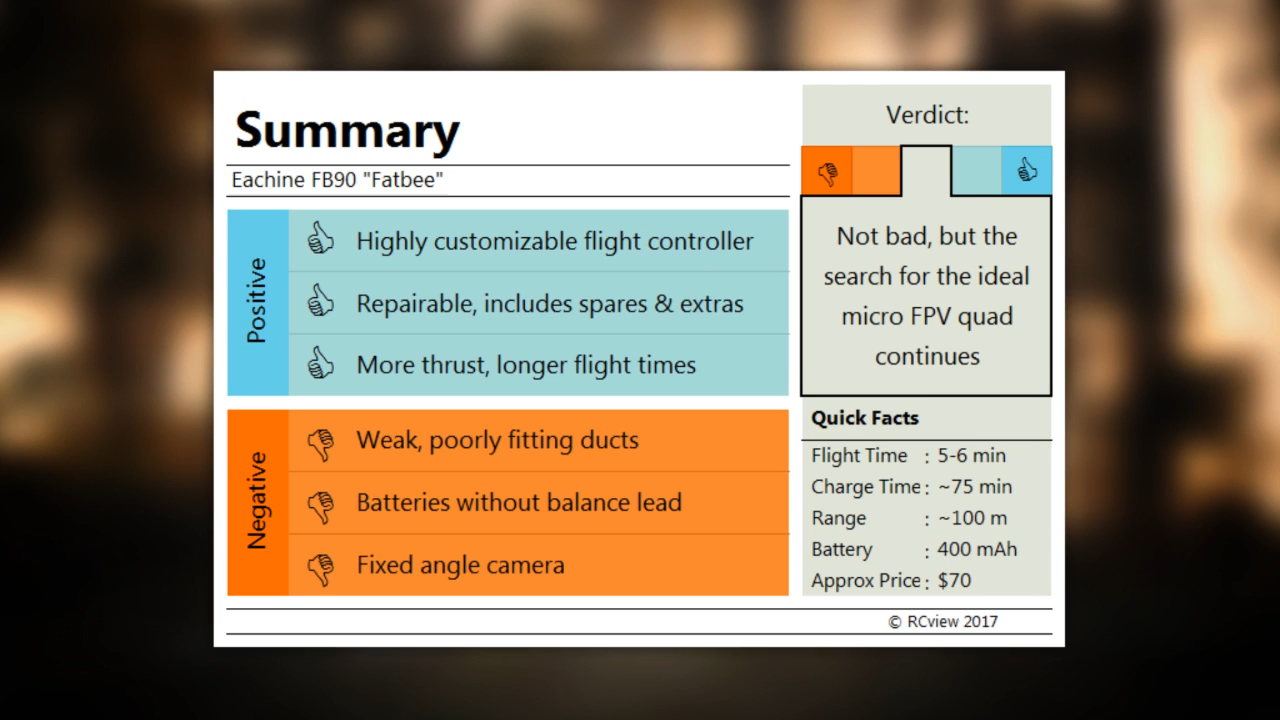 Summary
Eachine FB90 "Fatbee"
Positive
Highly customizable flight controller
Repairable, includes spares & extras
More thrust, longer flight times
Negative
Weak, poorly fitting ducts
Batteries without balance lead
Fixed angle camera
Verdict:
Not bad, but the
search for the ideal
micro FPV quad
continues
Quick Facts
Flight Time : 5-6 min
Charge Time : ~75 min
Range : ~100 m
Battery : 400 mAh
Approx Price : $70
© RCview 2017